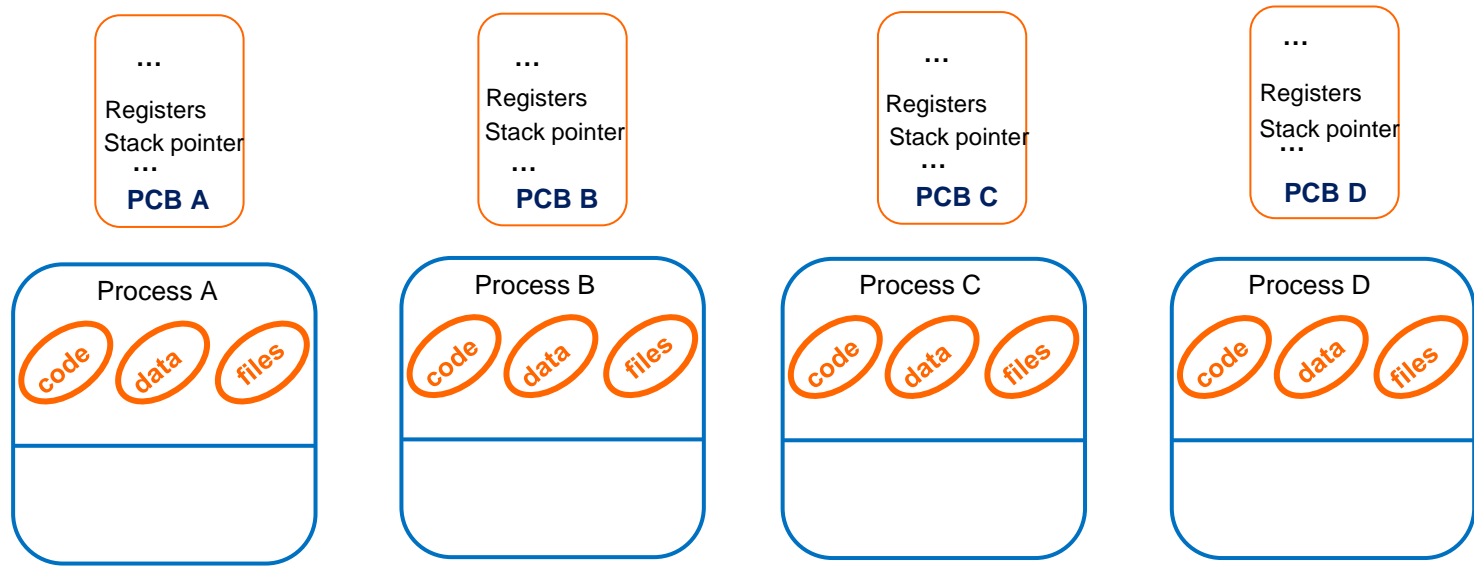 ...
Registers
Stack pointer
...
PCB A
...
Registers
Stack pointer
...
PCB B
...
Registers
Stack pointer
...
PCB C
...
Registers
Stack pointer
...
PCB D
Process A
code data files
Process B
code data files
Process C
code data files
Process D
code data files